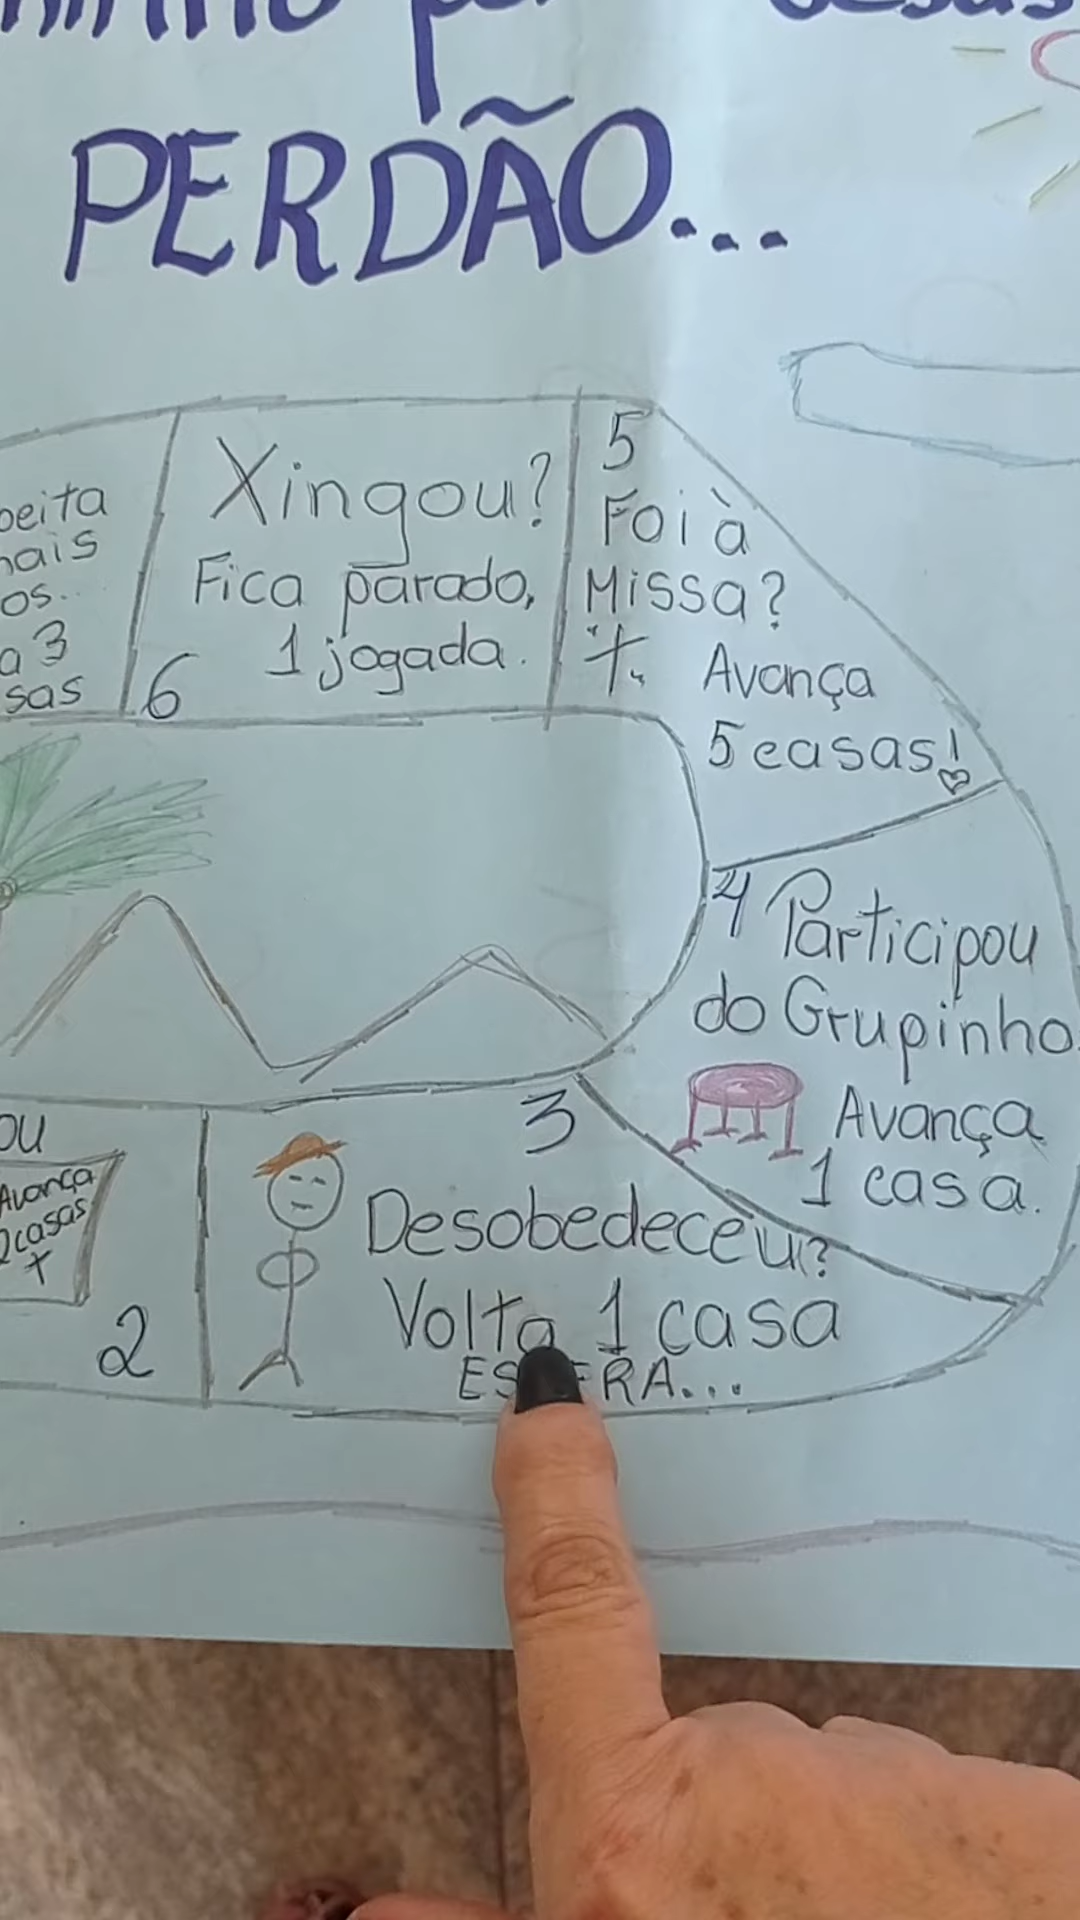 PERDÃO...
Xingou?
Fica parado,
1 jogada.
6
5
Foi à
Missa?
Avança
5 casas!
4 Participou
do Grupinho.
Avança
1 casa.
3
Desobedeceu?
Volta 1 casa
Avança
2 casas
2
3